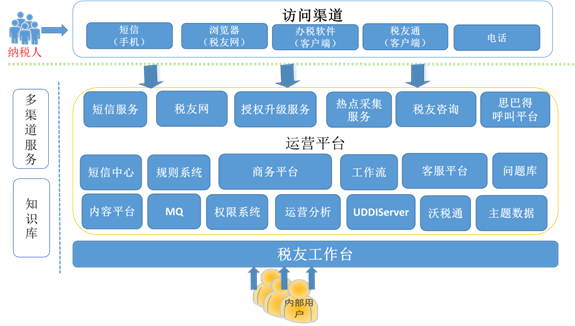 访问渠道
短信
（手机）
浏览器
（税友网）
办税软件
（客户端）
税友通
（客户端）
电话
纳税人
多渠道服务
短信服务
税友网
授权升级服务
热点采集
服务
税友咨询
思巴得
呼叫平台
运营平台
短信中心
规则系统
商务平台
工作流
客服平台
问题库
知识库
内容平台
MQ
权限系统
运营分析
UDDIServer
沃税通
主题数据
税友工作台
内部用
户